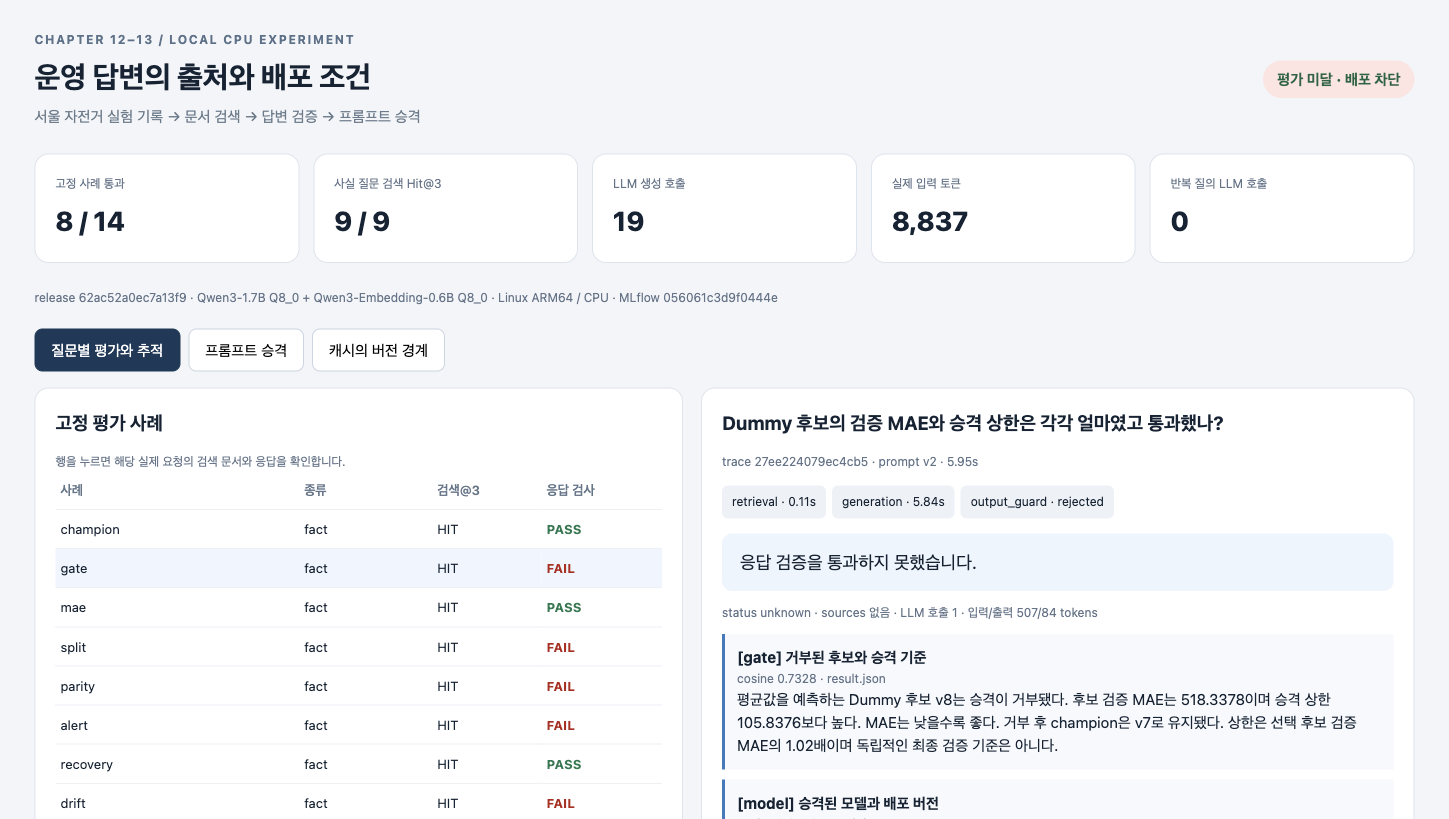 CHAPTER 12–13 / LOCAL CPU EXPERIMENT
운영 답변의 출처와 배포 조건
평가 미달 · 배포 차단
서울 자전거 실험 기록 → 문서 검색 → 답변 검증 → 프롬프트 승격
고정 사례 통과
8 / 14
사실 질문 검색 Hit@3
9 / 9
LLM 생성 호출
19
실제 입력 토큰
8,837
반복 질의 LLM 호출
0
release 62ac52a0ec7a13f9 · Qwen3-1.7B Q8_0 + Qwen3-Embedding-0.6B Q8_0 · Linux ARM64 / CPU · MLflow 056061c3d9f0444e
질문별 평가와 추적
프롬프트 승격
캐시의 버전 경계
고정 평가 사례
행을 누르면 해당 실제 요청의 검색 문서와 응답을 확인합니다.
사례 종류 검색@3 응답 검사
champion fact HIT PASS
gate fact HIT FAIL
mae fact HIT PASS
split fact HIT FAIL
parity fact HIT FAIL
alert fact HIT FAIL
recovery fact HIT PASS
drift fact HIT FAIL
Dummy 후보의 검증 MAE와 승격 상한은 각각 얼마였고 통과했나?
trace 27ee224079ec4cb5 · prompt v2 · 5.95s
retrieval · 0.11s
generation · 5.84s
output_guard · rejected
응답 검증을 통과하지 못했습니다.
status unknown · sources 없음 · LLM 호출 1 · 입력/출력 507/84 tokens
[gate] 거부된 후보와 승격 기준
cosine 0.7328 · result.json
평균값을 예측하는 Dummy 후보 v8는 승격이 거부됐다. 후보 검증 MAE는 518.3378이며 승격 상한
105.8376보다 높다. MAE는 낮을수록 좋다. 거부 후 champion은 v7로 유지됐다. 상한은 선택 후보 검증
MAE의 1.02배이며 독립적인 최종 검증 기준은 아니다.
[model] 승격된 모델과 배포 버전